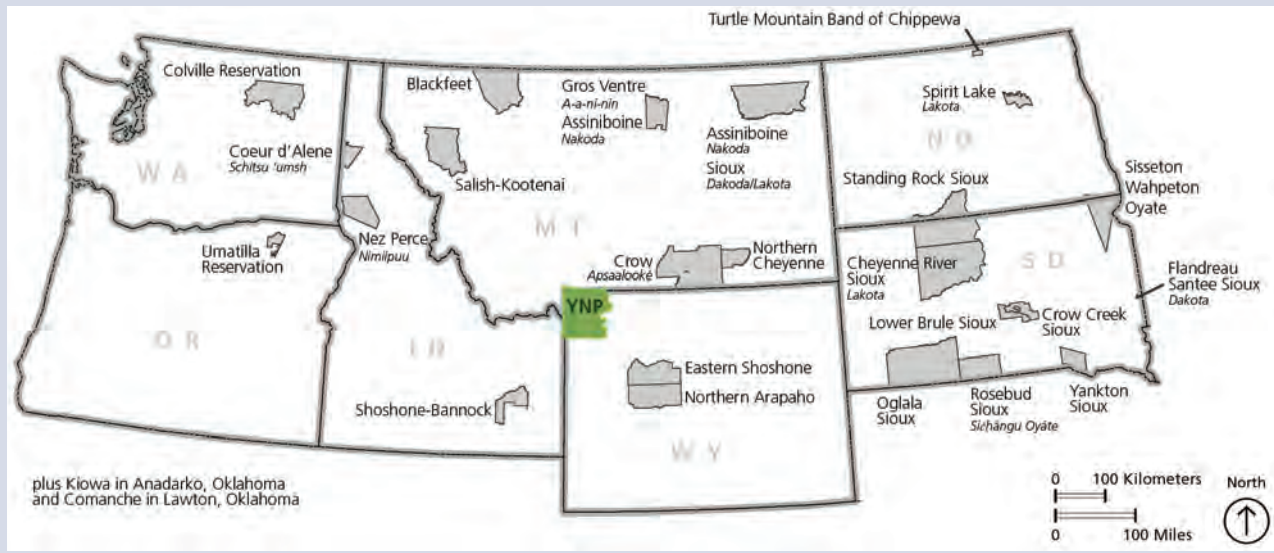 Turtle Mountain Band of Chippewa
Colville Reservation
Blackfeet
Gros Ventre
A-a-ni-nin
Assiniboine
Nakoda
Assiniboine
Nakoda
Sioux
Dakoda/Lakota
Spirit Lake
Lakota
ND
Coeur d'Alene
Schitsu 'umsh
WA
Salish-Kootenai
Standing Rock Sioux
Sisseton
Wahpeton
Oyate
Nez Perce
Nimiipuu
MT
Umatilla
Reservation
Crow
Apsaalooké
Northern
Cheyenne
Cheyenne River
Sioux
Lakota
SD
Flandreau
Santee Sioux
Dakota
YNP
Lower Brule Sioux
Crow Creek
Sioux
OR
ID
Eastern Shoshone
Northern Arapaho
Shoshone-Bannock
Oglala
Sioux
Rosebud
Sioux
Sichangu Oyate
Yankton
Sioux
WY
plus Kiowa in Anadarko, Oklahoma
and Comanche in Lawton, Oklahoma
0 100 Kilometers
0 100 Miles
North